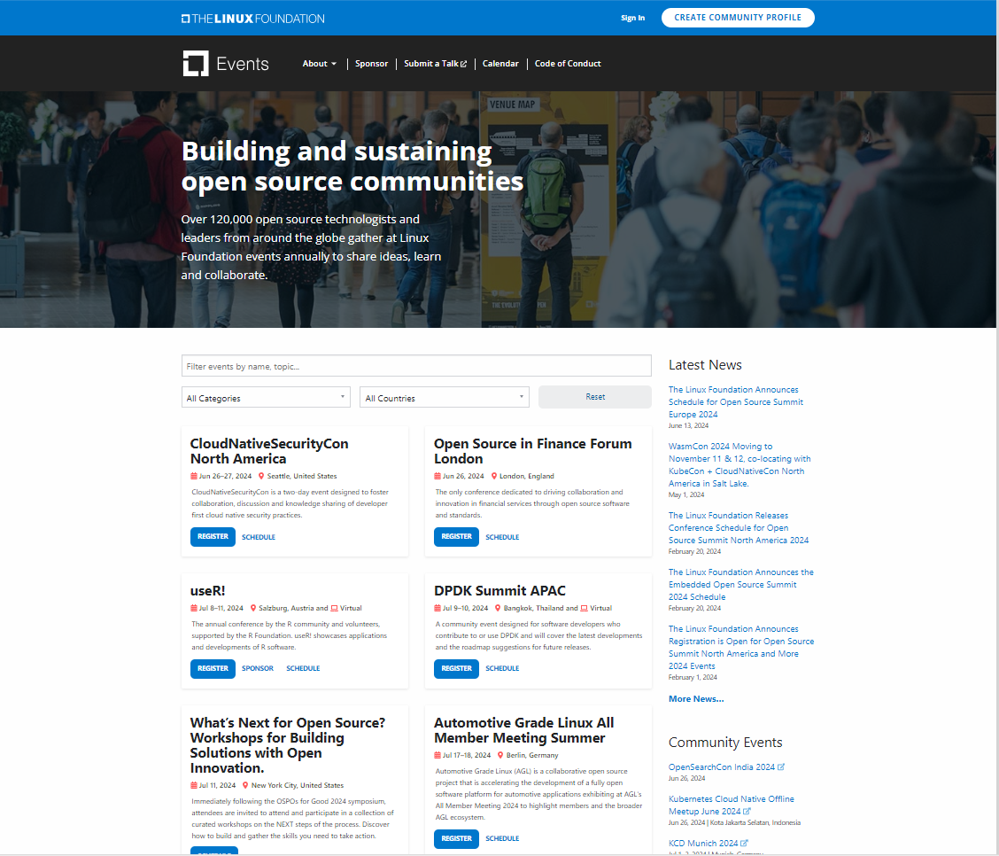 THE LINUX FOUNDATION
Sign In
CREATE COMMUNITY PROFILE
Events
About
Sponsor
Submit a Talk
Calendar
Code of Conduct
VENUE MAP
Building and sustaining
open source communities
Over 120,000 open source technologists and
leaders from around the globe gather at Linux
Foundation events annually to share ideas, learn
and collaborate.
Filter events by name, topic...
All Categories
All Countries
Reset
CloudNativeSecurityCon
North America
Jun 26–27, 2024 Seattle, United States
CloudNativeSecurityCon is a two-day event designed to foster
collaboration, discussion and knowledge sharing of developer
first cloud native security practices.
REGISTER SCHEDULE
Open Source in Finance Forum
London
Jun 26, 2024 London, England
The only conference dedicated to driving collaboration and
innovation in financial services through open source software
and standards.
REGISTER SCHEDULE
useR!
Jul 8–11, 2024 Salzburg, Austria and Virtual
The annual conference by the R community and volunteers,
supported by the R Foundation. useR! showcases applications
and developments of R software.
REGISTER SPONSOR SCHEDULE
DPDK Summit APAC
Jul 9–10, 2024 Bangkok, Thailand and Virtual
A community event designed for software developers who
contribute to or use DPDK and will cover the latest developments
and the roadmap suggestions for future releases.
REGISTER SCHEDULE
What's Next for Open Source?
Workshops for Building
Solutions with Open
Innovation.
Jul 11, 2024 New York City, United States
Immediately following the OSPOs for Good 2024 symposium,
attendees are invited to attend and participate in a collection of
curated workshops on the NEXT steps of the process. Discover
how to build and gather the skills you need to take action.
Automotive Grade Linux All
Member Meeting Summer
Jul 17–18, 2024 Berlin, Germany
Automotive Grade Linux (AGL) is a collaborative open source
project that is accelerating the development of a fully open
software platform for automotive applications exhibiting at AGL's
All Member Meeting 2024 to highlight members and the broader
AGL ecosystem.
REGISTER SCHEDULE
Latest News
The Linux Foundation Announces
Schedule for Open Source Summit
Europe 2024
June 13, 2024
WasmCon 2024 Moving to
November 11 & 12, co-locating with
KubeCon + CloudNativeCon North
America in Salt Lake.
May 1, 2024
The Linux Foundation Releases
Conference Schedule for Open
Source Summit North America 2024
February 20, 2024
The Linux Foundation Announces the
Embedded Open Source Summit
2024 Schedule
February 20, 2024
The Linux Foundation Announces
Registration is Open for Open Source
Summit North America and More
2024 Events
February 1, 2024
More News...
Community Events
OpenSearchCon India 2024
Jun 26, 2024
Kubernetes Cloud Native Offline
Meetup June 2024
Jun 26, 2024 | Kota Jakarta Selatan, Indonesia
KCD Munich 2024